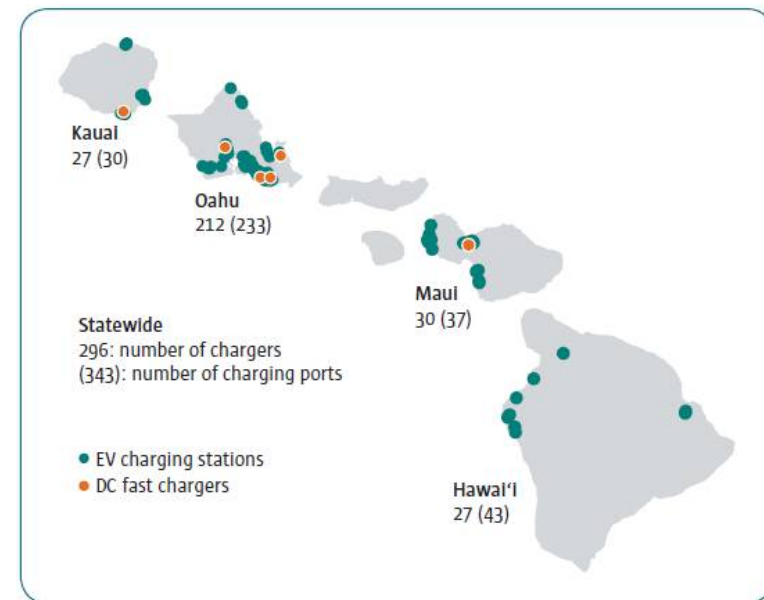 Kauai
27 (30)
Oahu
212 (233)
Maui
30 (37)
Statewide
296: number of chargers
(343): number of charging ports
EV charging stations
DC fast chargers
Hawai‘i
27 (43)